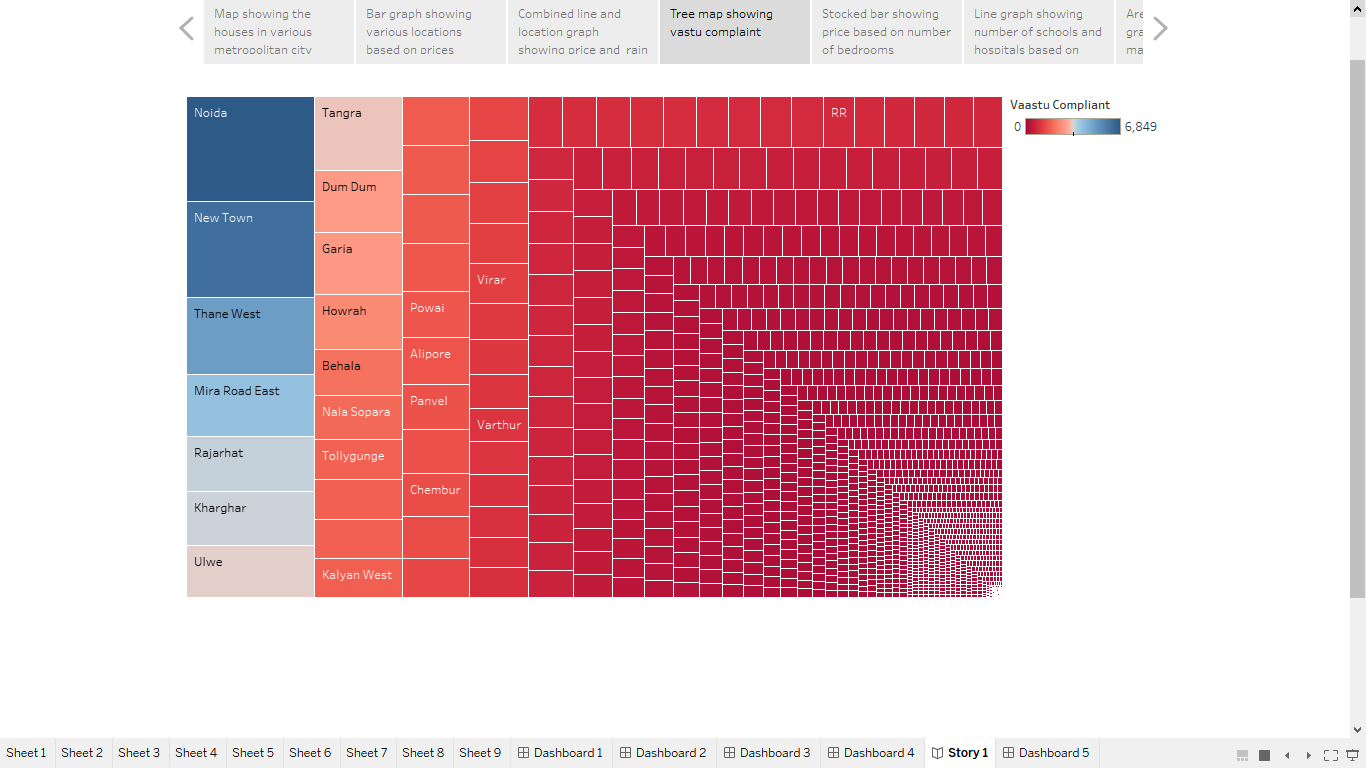 Map showing the
houses in various
metropolitan city
Bar graph showing
various locations
based on prices
Combined line and
location graph
showing price and rain
Tree map showing
vastu complaint
Stocked bar showing
price based on number
of bedrooms
Line graph showing
number of schools and
hospitals based on
Are
gra
ma
Noida
New Town
Thane West
Mira Road East
Rajarhat
Kharghar
Ulwe
Tangra
Dum Dum
Garia
Howrah
Behala
Nala Sopara
Tollygunge
Kalyan West
Powai
Alipore
Panvel
Chembur
Virar
Varthur
RR
Vaastu Compliant
0 6,849
Sheet 1 Sheet 2 Sheet 3 Sheet 4 Sheet 5 Sheet 6 Sheet 7 Sheet 8 Sheet 9 Dashboard 1 Dashboard 2 Dashboard 3 Dashboard 4 Story 1 Dashboard 5